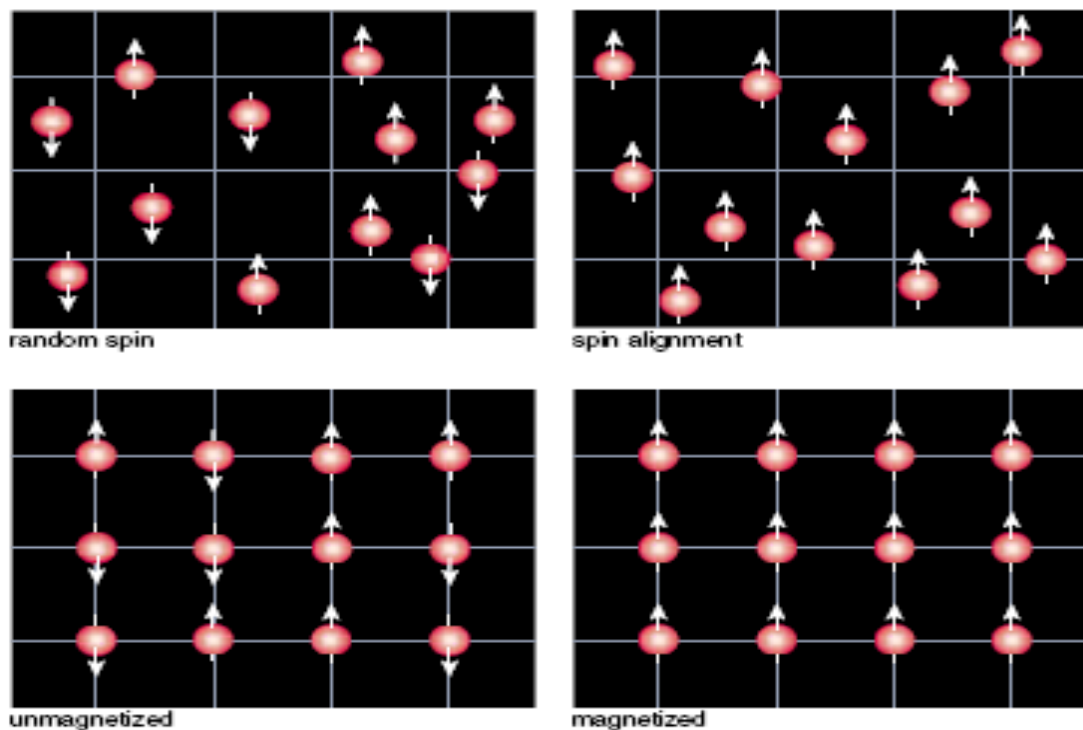 random spin
spin alignment
unmagnetized
magnetized